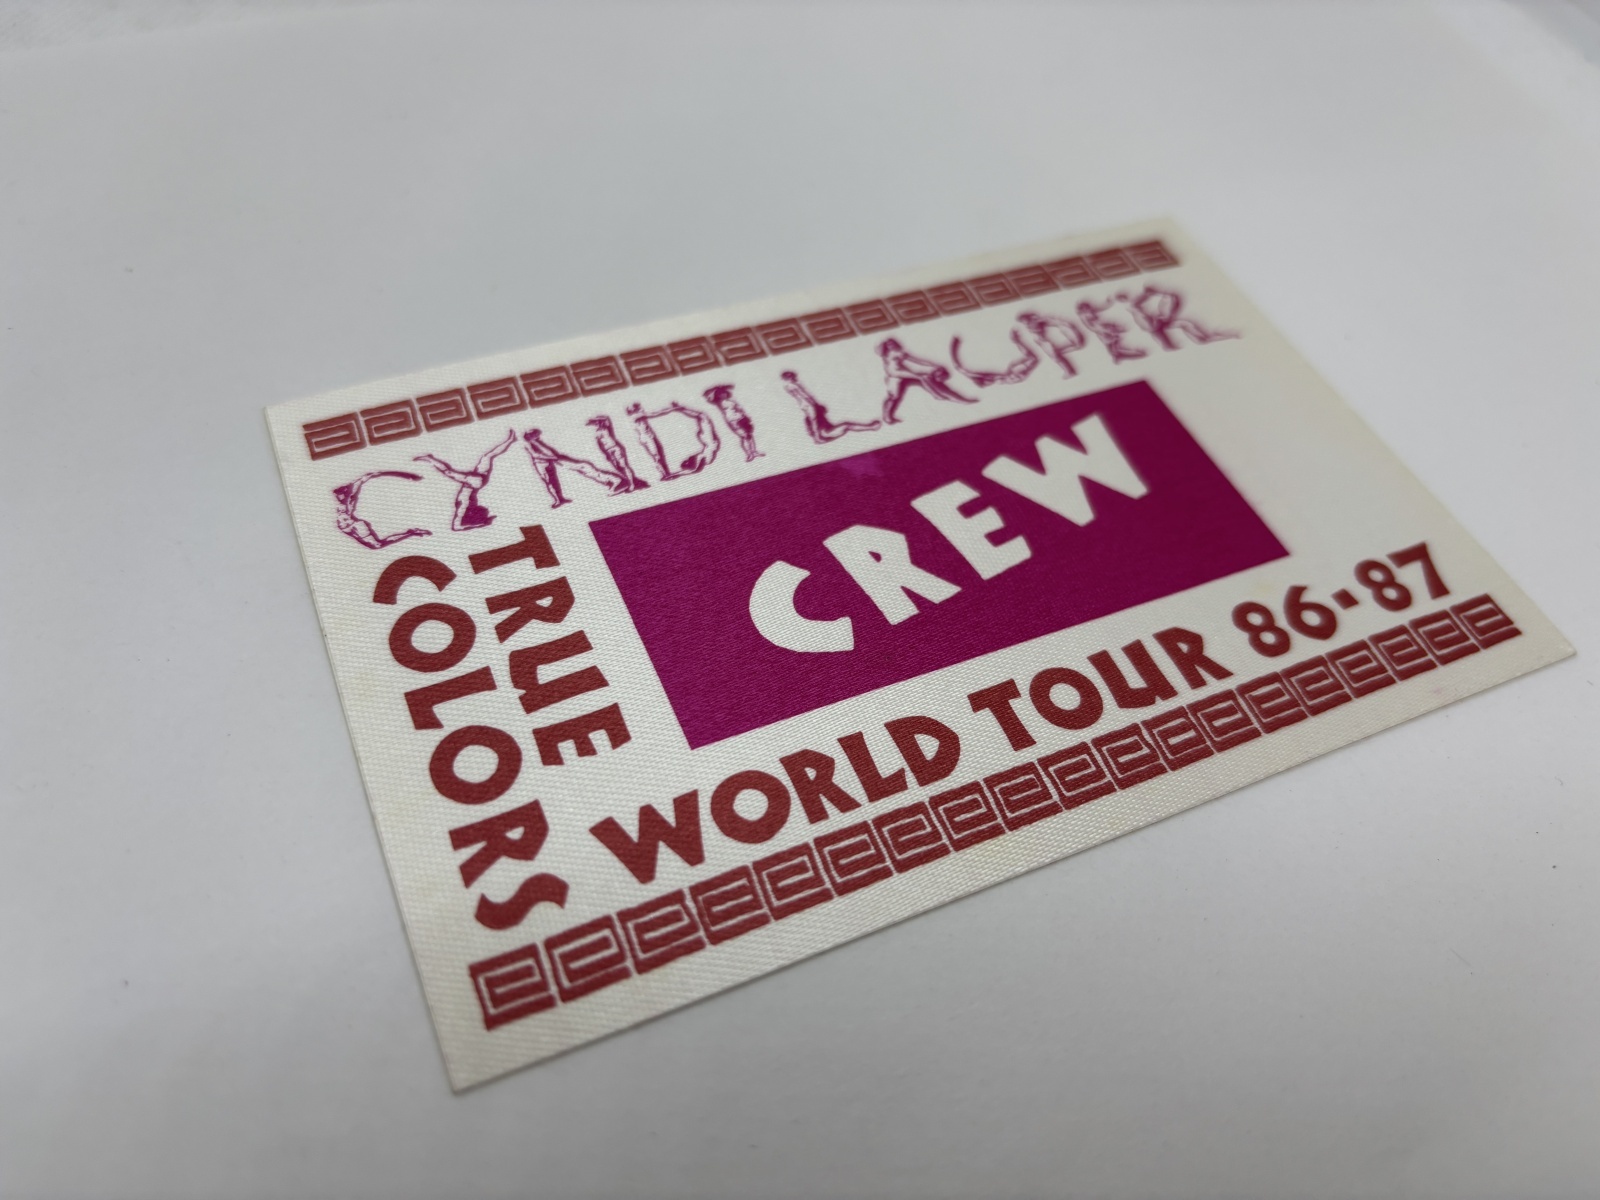 CYNDI LAUPER
TRUE
COLORS
CREW
WORLD TOUR 86-87